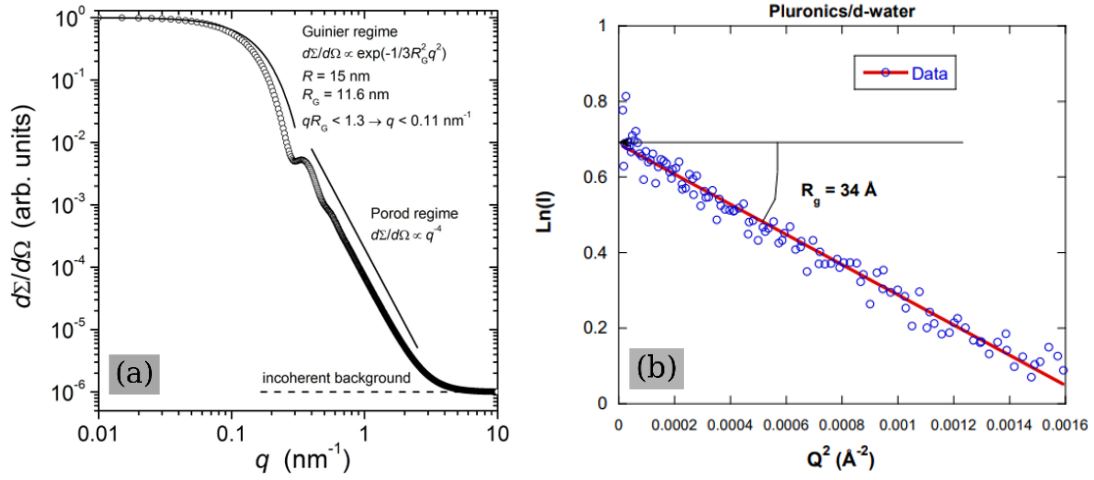 Guinier regime
dΣ/dΩ ∝ exp(-1/3R_G^2q^2)
R = 15 nm
R_G = 11.6 nm
qR_G < 1.3 → q < 0.11 nm^-1
Porod regime
dΣ/dΩ ∝ q^-4
incoherent background
(a)
dΣ/dΩ (arb. units)
10^0
10^-1
10^-2
10^-3
10^-4
10^-5
10^-6
0.01
0.1
1
10
q (nm^-1)
Pluronics/d-water
Data
R_g = 34 Å
(b)
Ln(I)
1
0.8
0.6
0.4
0.2
0
0 0.0002 0.0004 0.0006 0.0008 0.001 0.0012 0.0014 0.0016
Q^2 (Å^-2)